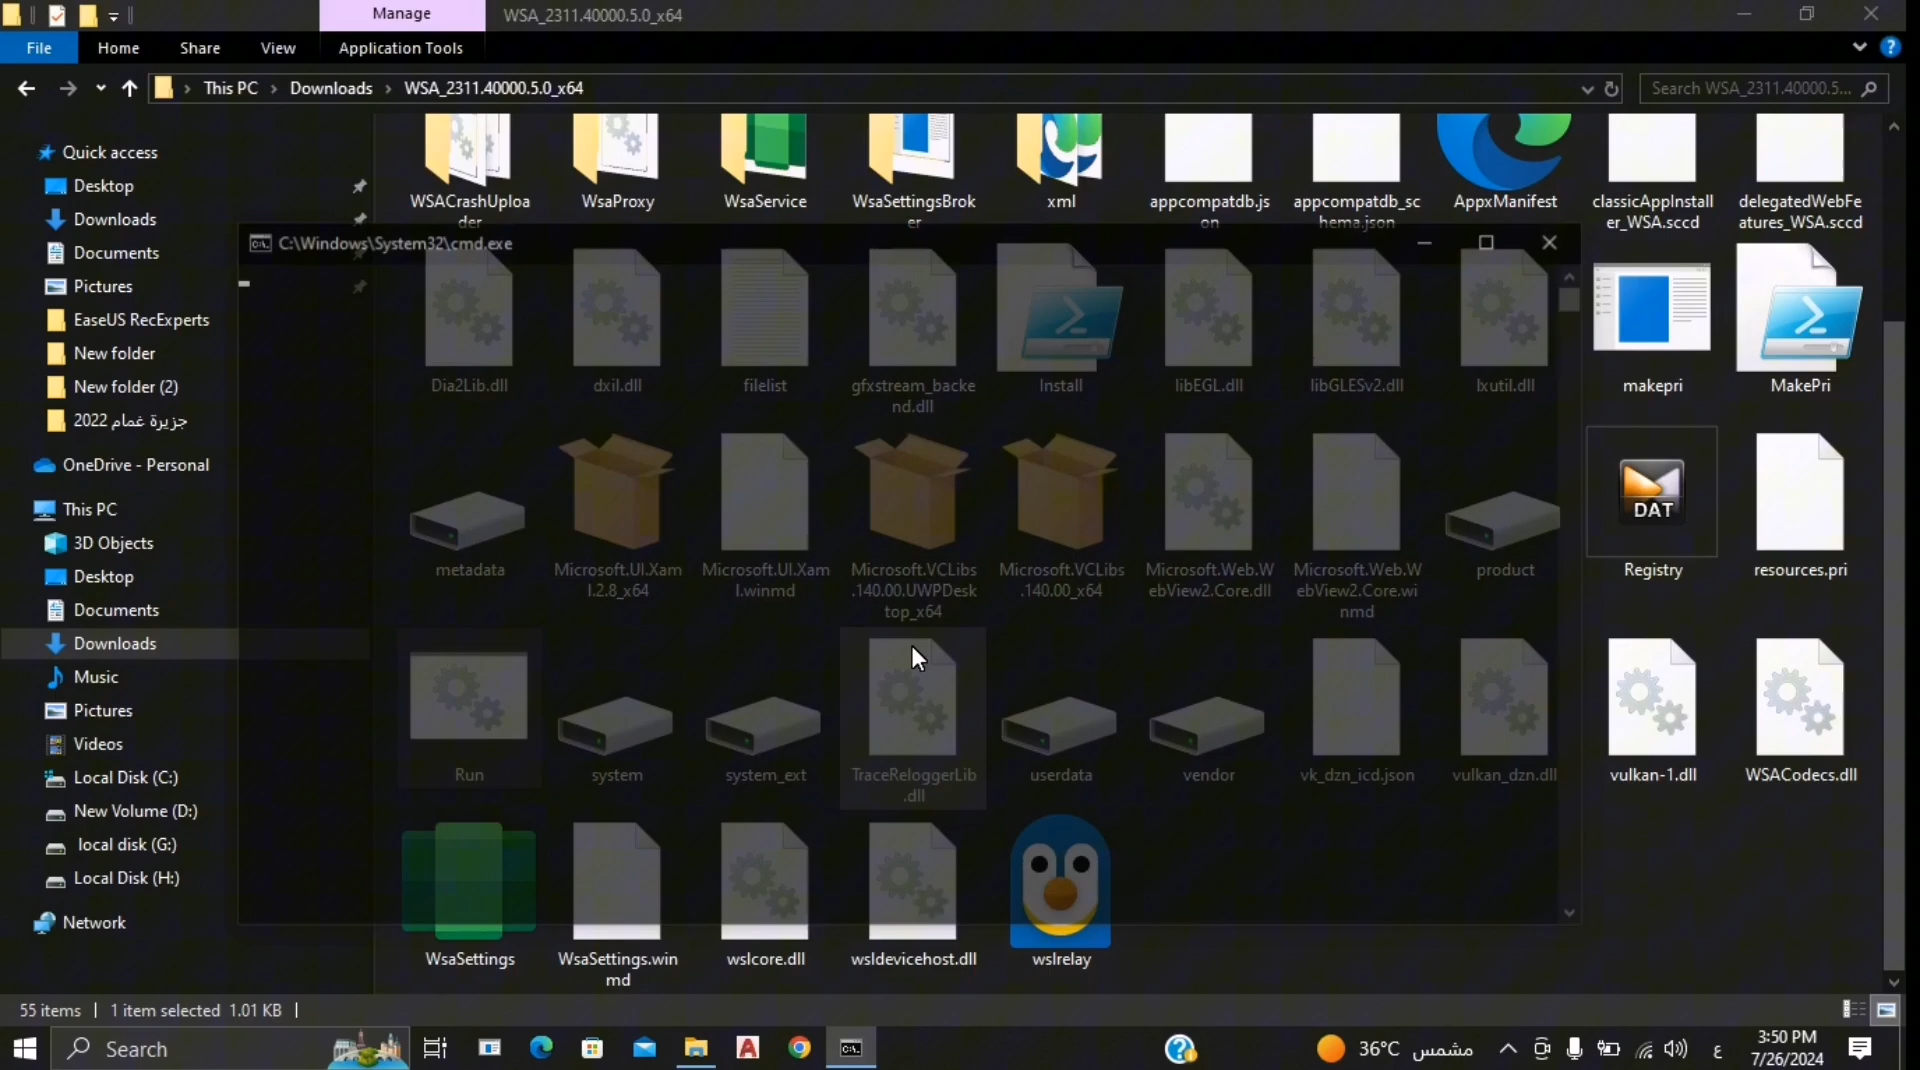 Manage
WSA_2311.40000.5.0_x64
File
Home
Share
View
Application Tools
This PC
Downloads
WSA_2311.40000.5.0_x64
Search WSA_2311.40000.5...
Quick access
Desktop
Downloads
Documents
Pictures
EaseUS RecExperts
New folder
New folder (2)
جزيرة غمام 2022
OneDrive - Personal
This PC
3D Objects
Desktop
Documents
Downloads
Music
Pictures
Videos
Local Disk (C:)
New Volume (D:)
local disk (G:)
Local Disk (H:)
Network
WSACrashUploa
der
WsaProxy
WsaService
WsaSettingsBrok
er
xml
appcompatdb.js
on
appcompatdb_sc
hema.json
AppxManifest
classicAppInstall
er_WSA.sccd
delegatedWebFe
atures_WSA.sccd
C:\Windows\System32\cmd.exe
Dia2Lib.dll
dxil.dll
filelist
gfxstream_backe
nd.dll
Install
libEGL.dll
libGLESv2.dll
lxutil.dll
makepri
MakePri
metadata
Microsoft.UI.Xam
l.2.8_x64
Microsoft.UI.Xam
l.winmd
Microsoft.VCLibs
.140.00.UWPDesk
top_x64
Microsoft.VCLibs
.140.00_x64
Microsoft.Web.W
ebView2.Core.dll
Microsoft.Web.W
ebView2.Core.wi
nmd
product
DAT
Registry
resources.pri
Run
system
system_ext
TraceReloggerLib
.dll
userdata
vendor
vk_dzn_icd.json
vulkan_dzn.dll
vulkan-1.dll
WSACodecs.dll
WsaSettings
WsaSettings.win
md
wslcore.dll
wsldevicehost.dll
wslrelay
55 items
1 item selected 1.01 KB
Search
36°C مشمس
ع
3:50 PM
7/26/2024